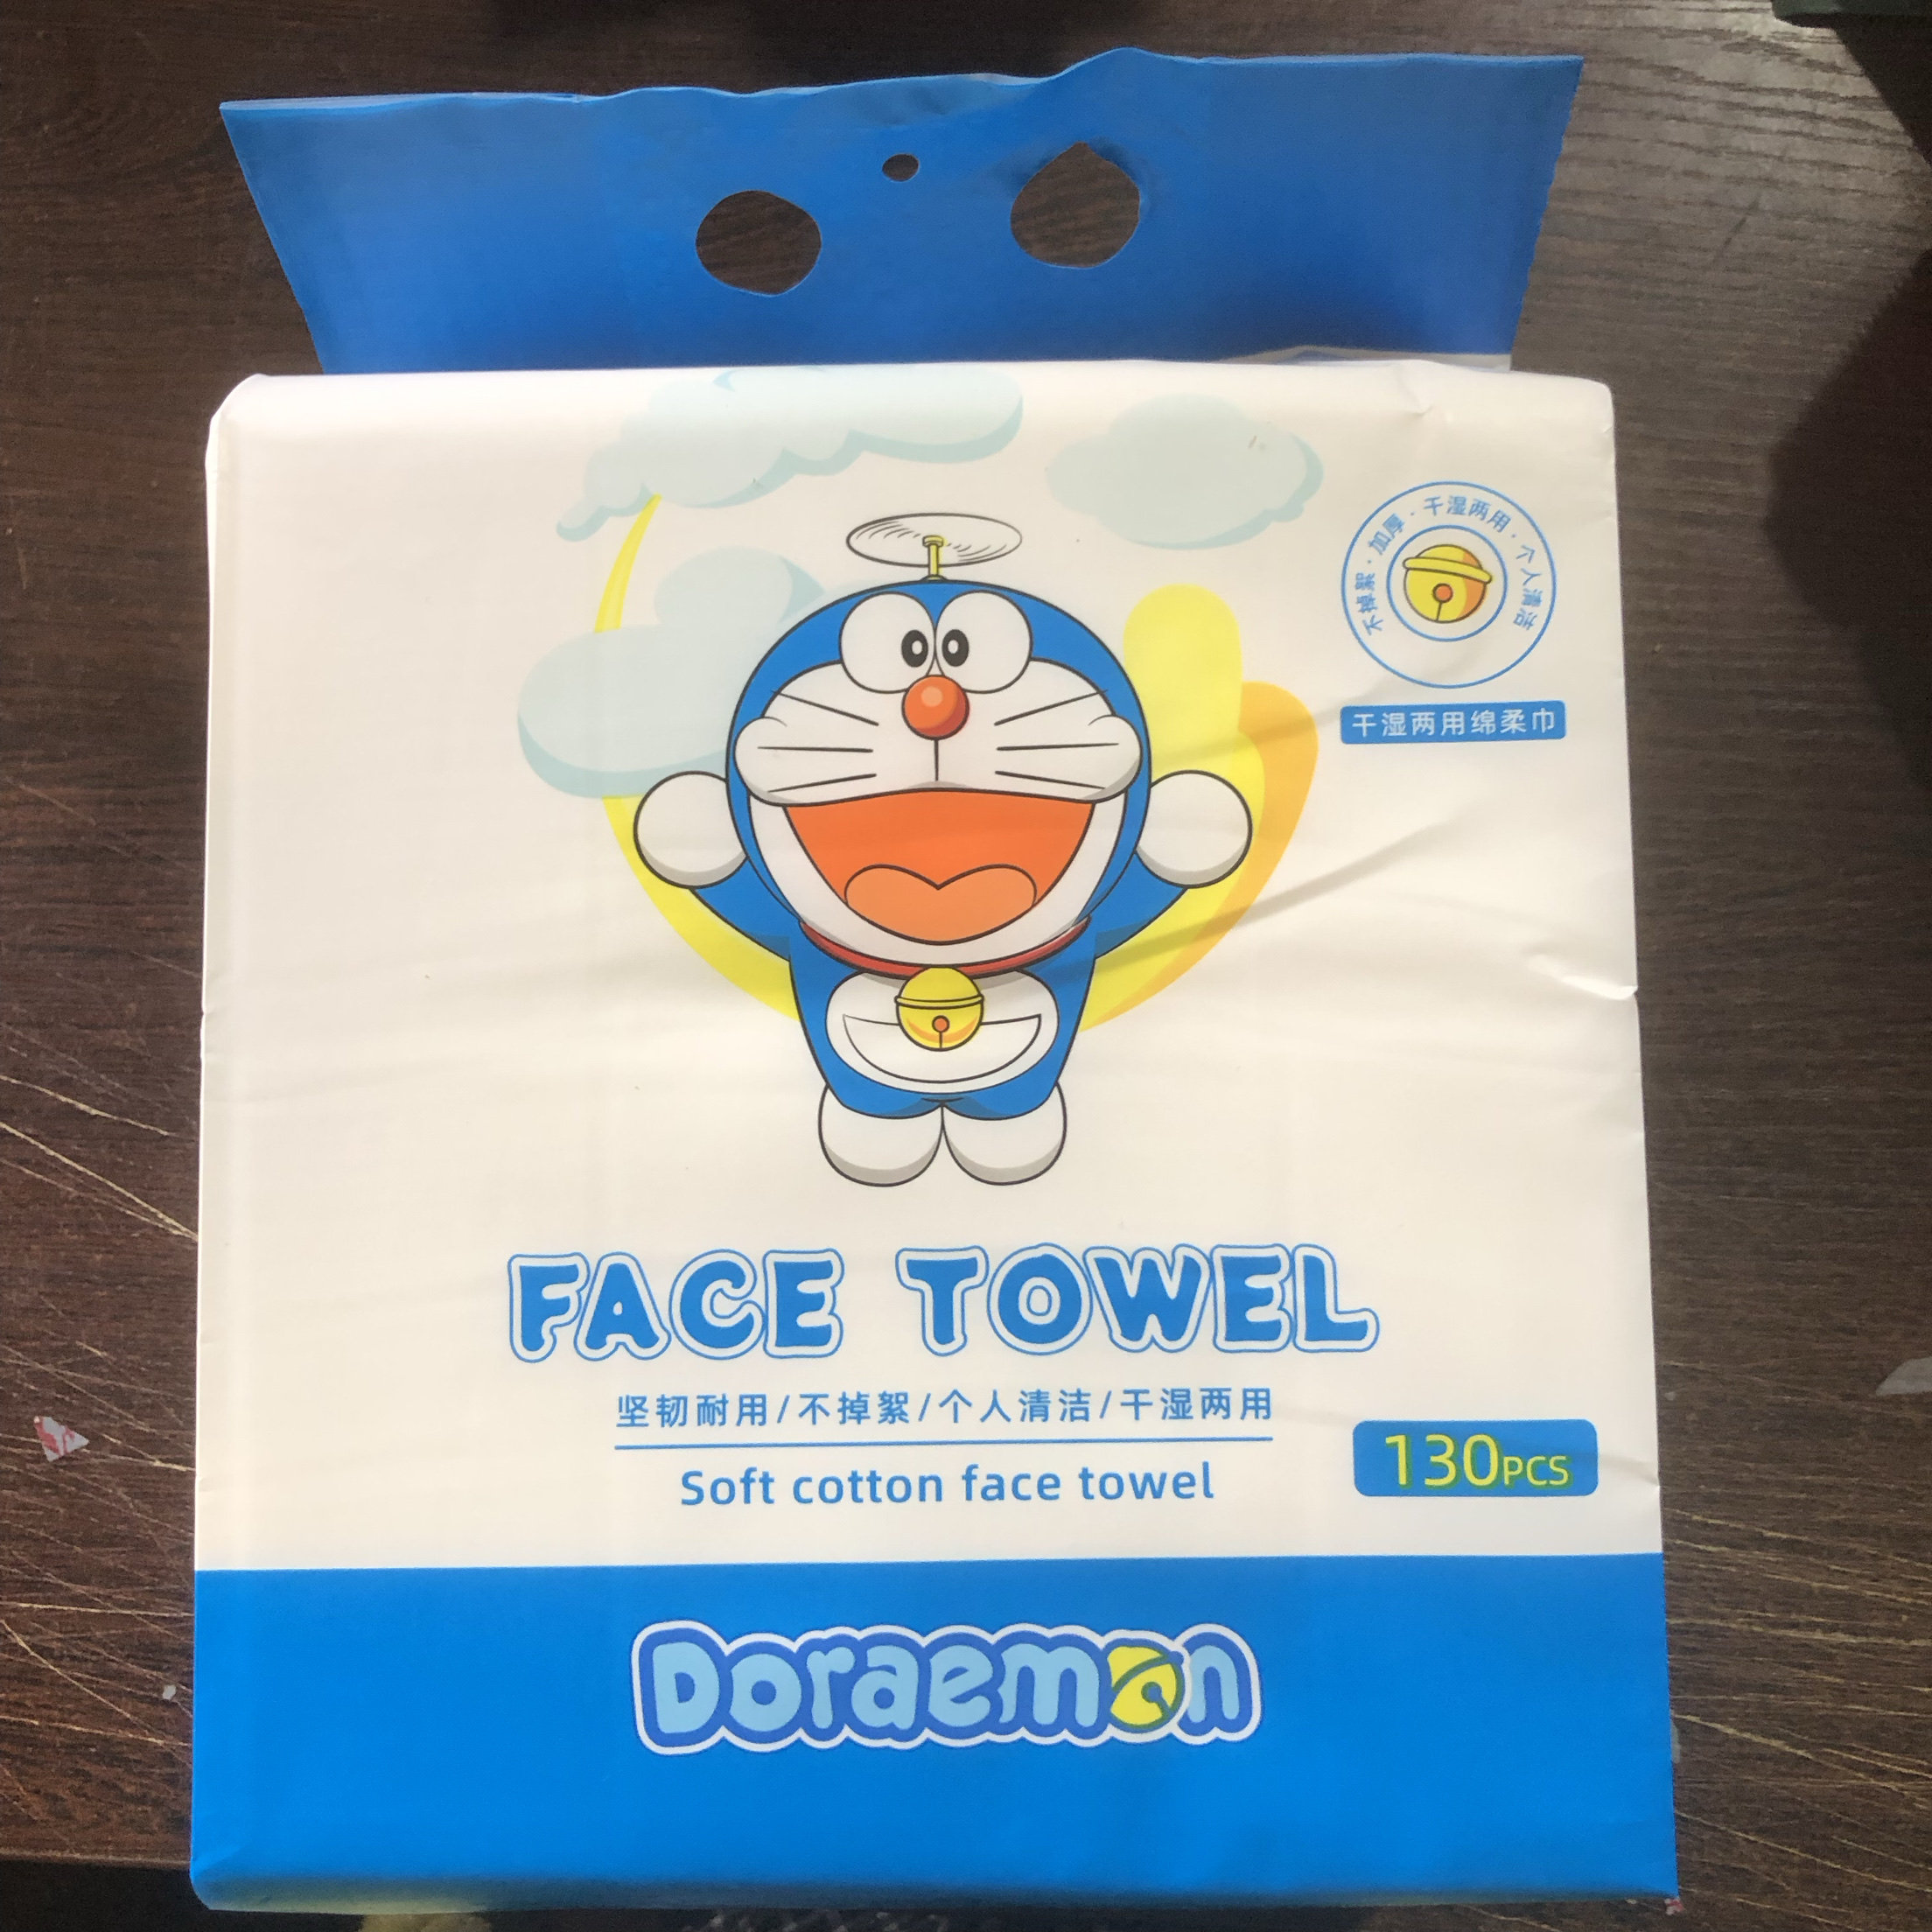 不掉絮·加厚·干湿两用·个人清洁
干湿两用绵柔巾
FACE TOWEL
坚韧耐用/不掉絮/个人清洁/干湿两用
Soft cotton face towel
130PCS
Doraemon